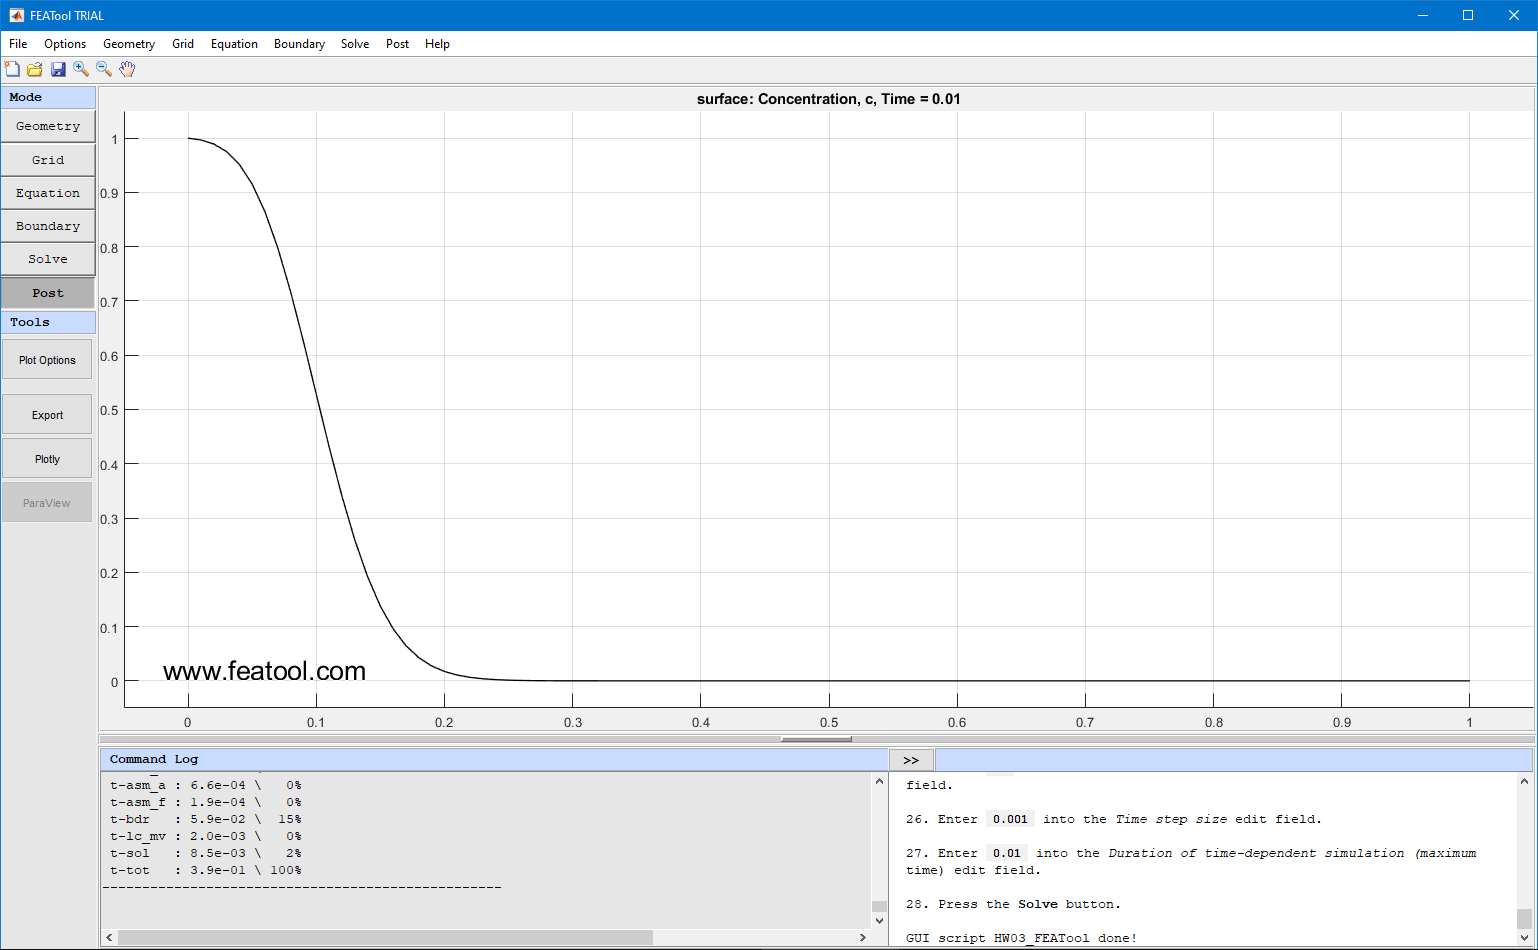 FEATool TRIAL
File Options Geometry Grid Equation Boundary Solve Post Help
Mode
Geometry
Grid
Equation
Boundary
Solve
Post
Tools
Plot Options
Export
Plotly
ParaView
surface: Concentration, c, Time = 0.01
1
0.9
0.8
0.7
0.6
0.5
0.4
0.3
0.2
0.1
0
www.featool.com
0 0.1 0.2 0.3 0.4 0.5 0.6 0.7 0.8 0.9 1
Command Log
t-asm_a : 6.6e-04 \ 0%
t-asm_f : 1.9e-04 \ 0%
t-bdr : 5.9e-02 \ 15%
t-lc_mv : 2.0e-03 \ 0%
t-sol : 8.5e-03 \ 2%
t-tot : 3.9e-01 \ 100%
--------------------------------------------------
>>
field.
26. Enter 0.001 into the Time step size edit field.
27. Enter 0.01 into the Duration of time-dependent simulation (maximum
time) edit field.
28. Press the Solve button.
GUI script HW03_FEATool done!